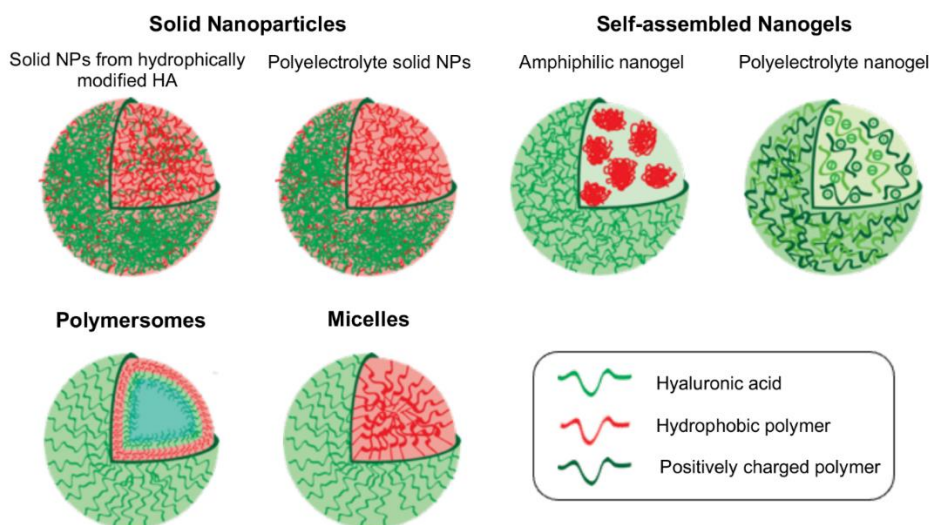 Solid Nanoparticles
Self-assembled Nanogels
Solid NPs from hydrophically
modified HA
Polyelectrolyte solid NPs
Amphiphilic nanogel
Polyelectrolyte nanogel
Polymersomes
Micelles
Hyaluronic acid
Hydrophobic polymer
Positively charged polymer